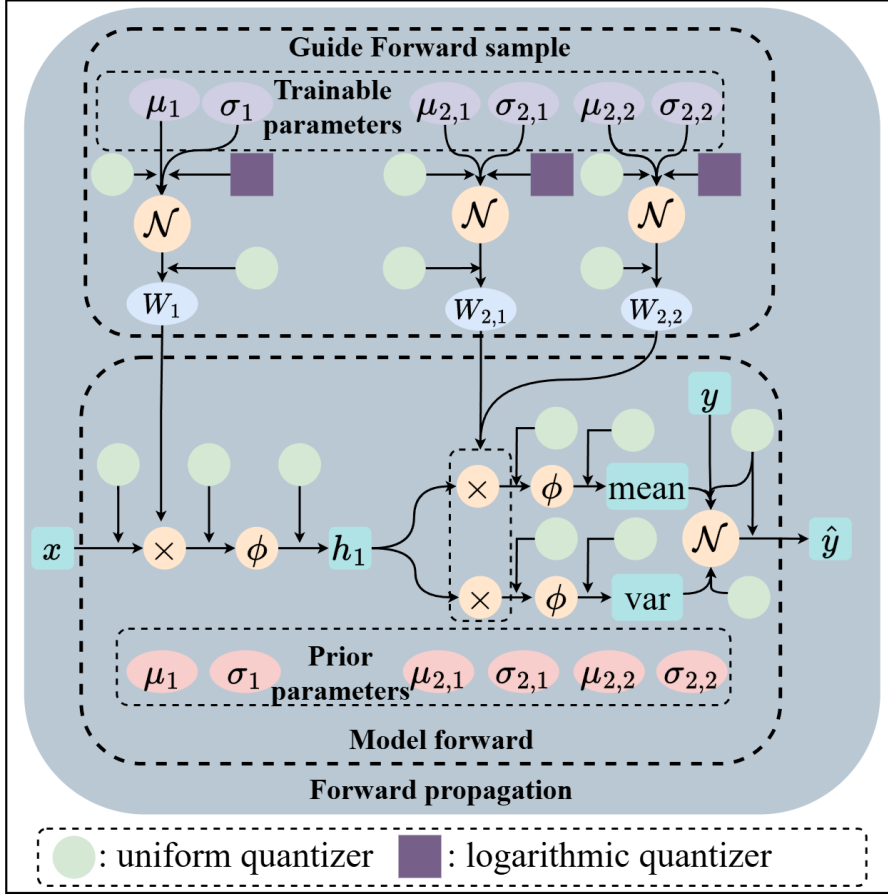 Guide Forward sample
Trainable
parameters
μ₁ σ₁ μ₂,₁ σ₂,₁ μ₂,₂ σ₂,₂
𝒩 𝒩 𝒩
W₁ W₂,₁ W₂,₂
y
× ϕ mean
x × ϕ h₁ 𝒩 ŷ
× ϕ var
Prior
parameters
μ₁ σ₁ μ₂,₁ σ₂,₁ μ₂,₂ σ₂,₂
Model forward
Forward propagation
: uniform quantizer : logarithmic quantizer